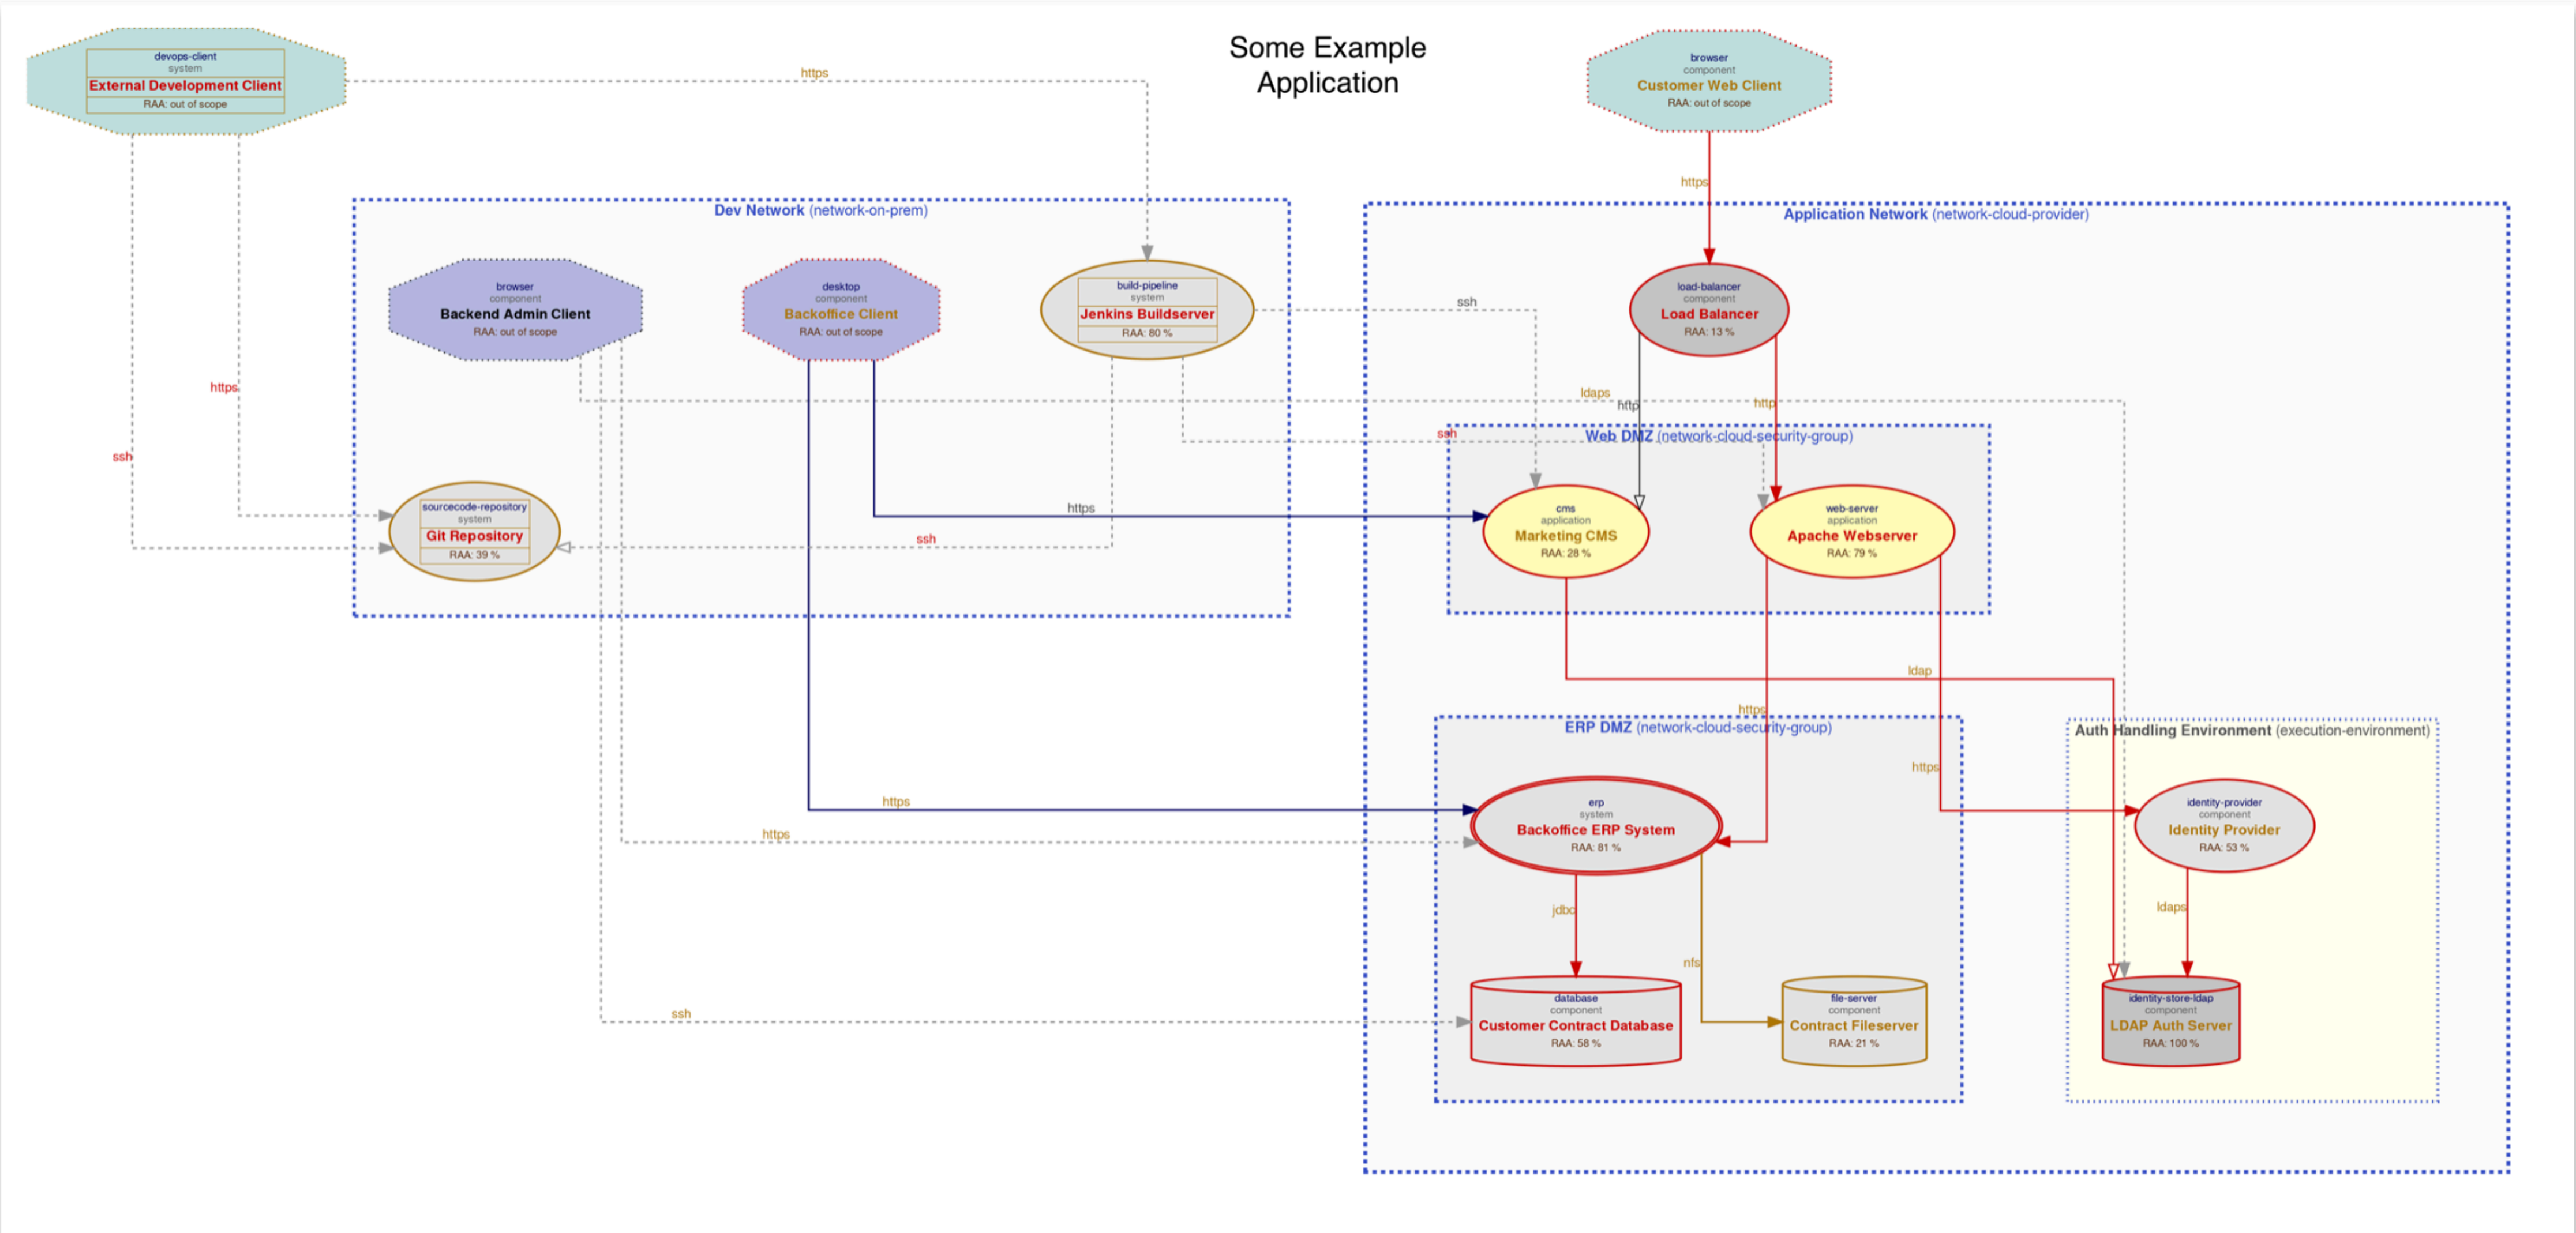 Some Example
Application
devops-client
system
External Development Client
RAA: out of scope
https
browser
component
Customer Web Client
RAA: out of scope
https
Dev Network (network-on-prem)
Application Network (network-cloud-provider)
browser
component
Backend Admin Client
RAA: out of scope
desktop
component
Backoffice Client
RAA: out of scope
build-pipeline
system
Jenkins Buildserver
RAA: 80 %
ssh
load-balancer
component
Load Balancer
RAA: 13 %
https
ldaps
http
http
ssh
ssh
Web DMZ (network-cloud-security-group)
sourcecode-repository
system
Git Repository
RAA: 39 %
https
ssh
cms
application
Marketing CMS
RAA: 28 %
web-server
application
Apache Webserver
RAA: 79 %
ldap
https
ERP DMZ (network-cloud-security-group)
Auth Handling Environment (execution-environment)
https
https
https
erp
system
Backoffice ERP System
RAA: 81 %
identity-provider
component
Identity Provider
RAA: 53 %
jdbc
ldaps
nfs
ssh
database
component
Customer Contract Database
RAA: 58 %
file-server
component
Contract Fileserver
RAA: 21 %
identity-store-ldap
component
LDAP Auth Server
RAA: 100 %